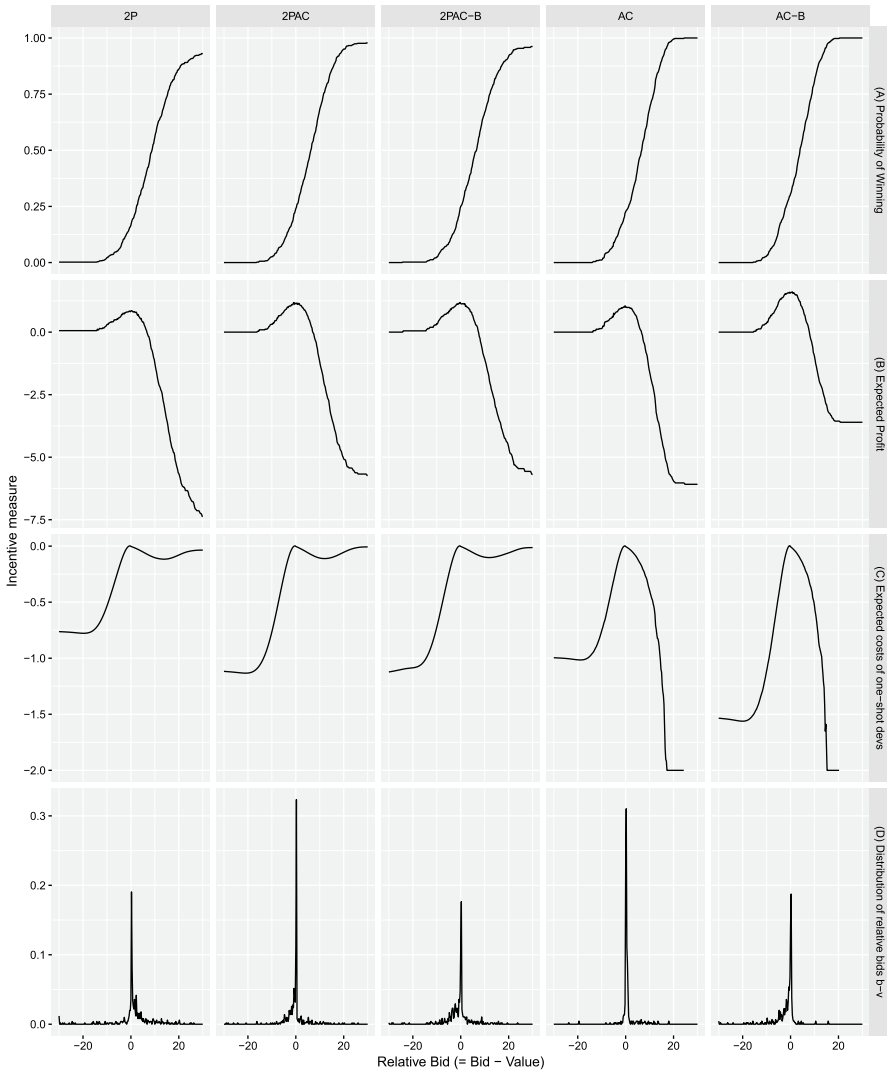 2P 2PAC 2PAC−B AC AC−B
1.00
0.75
0.50
0.25
0.00
(A) Probability of Winning
0.0
−2.5
−5.0
−7.5
(B) Expected Profit
Incentive measure
0.0
−0.5
−1.0
−1.5
−2.0
(C) Expected costs of one−shot devs
0.3
0.2
0.1
0.0
(D) Distribution of relative bids b−v
−20 0 20 −20 0 20 −20 0 20 −20 0 20 −20 0 20
Relative Bid (= Bid − Value)